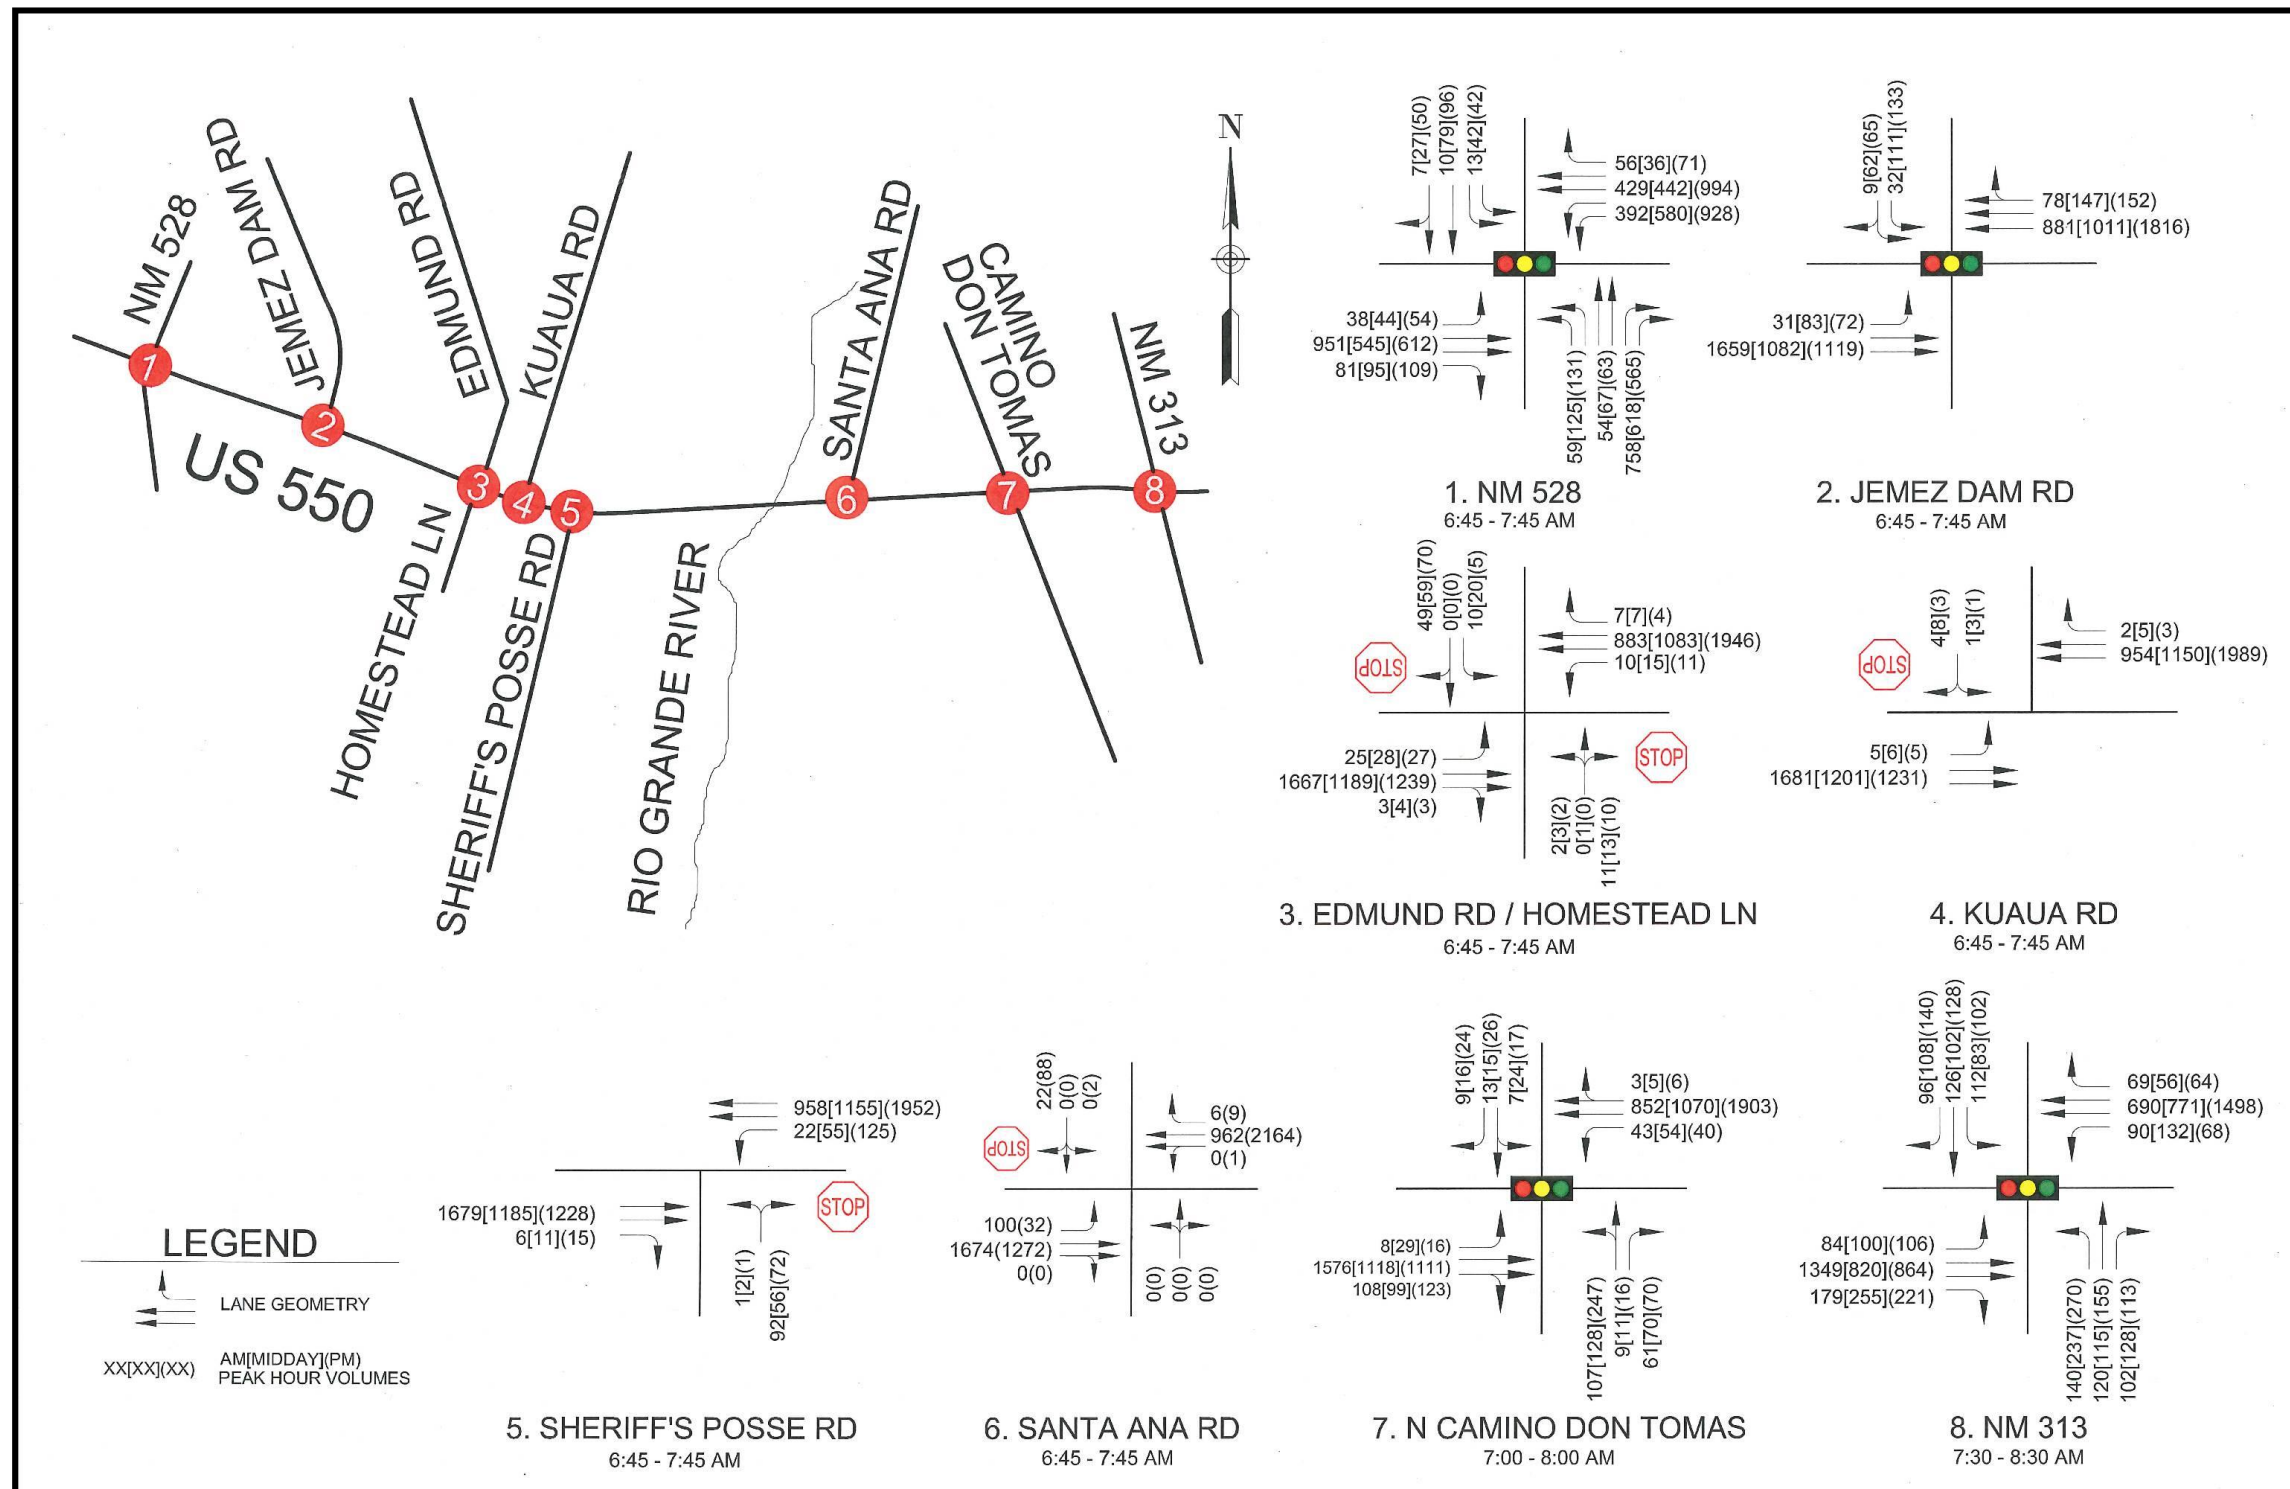 NM 528
JEMEZ DAM RD
EDMUND RD
KUAUA RD
SANTA ANA RD
CAMINO
DON TOMAS
NM 313
N
1
2
3
4
5
6
7
8
US 550
HOMESTEAD LN
SHERIFF'S POSSE RD
RIO GRANDE RIVER
7[27](50)
10[79](96)
13[42](42)
56[36](71)
429[442](994)
392[580](928)
38[44](54)
951[545](612)
81[95](109)
59[125](131)
54[67](63)
758[618](565)
1. NM 528
6:45 - 7:45 AM
9[62](65)
32[111](133)
78[147](152)
881[1011](1816)
31[83](72)
1659[1082](1119)
2. JEMEZ DAM RD
6:45 - 7:45 AM
49[59](70)
0[0](0)
10[20](5)
STOP
7[7](4)
883[1083](1946)
10[15](11)
25[28](27)
1667[1189](1239)
3[4](3)
STOP
2[3](2)
0[1](0)
11[13](10)
3. EDMUND RD / HOMESTEAD LN
6:45 - 7:45 AM
4[8](3)
1[3](1)
STOP
2[5](3)
954[1150](1989)
5[6](5)
1681[1201](1231)
4. KUAUA RD
6:45 - 7:45 AM
LEGEND
LANE GEOMETRY
XX[XX](XX)
AM[MIDDAY](PM)
PEAK HOUR VOLUMES
958[1155](1952)
22[55](125)
1679[1185](1228)
6[11](15)
STOP
1[2](1)
92[56](72)
5. SHERIFF'S POSSE RD
6:45 - 7:45 AM
22(88)
0(0)
0(2)
STOP
6(9)
962(2164)
0(1)
100(32)
1674(1272)
0(0)
0(0)
0(0)
0(0)
6. SANTA ANA RD
6:45 - 7:45 AM
9[16](24)
13[15](26)
7[24](17)
3[5](6)
852[1070](1903)
43[54](40)
8[29](16)
1576[1118](1111)
108[99](123)
107[128](247)
9[11](16)
61[70](70)
7. N CAMINO DON TOMAS
7:00 - 8:00 AM
96[108](140)
126[102](128)
112[83](102)
69[56](64)
690[771](1498)
90[132](68)
84[100](106)
1349[820](864)
179[255](221)
140[237](270)
120[115](155)
102[128](113)
8. NM 313
7:30 - 8:30 AM